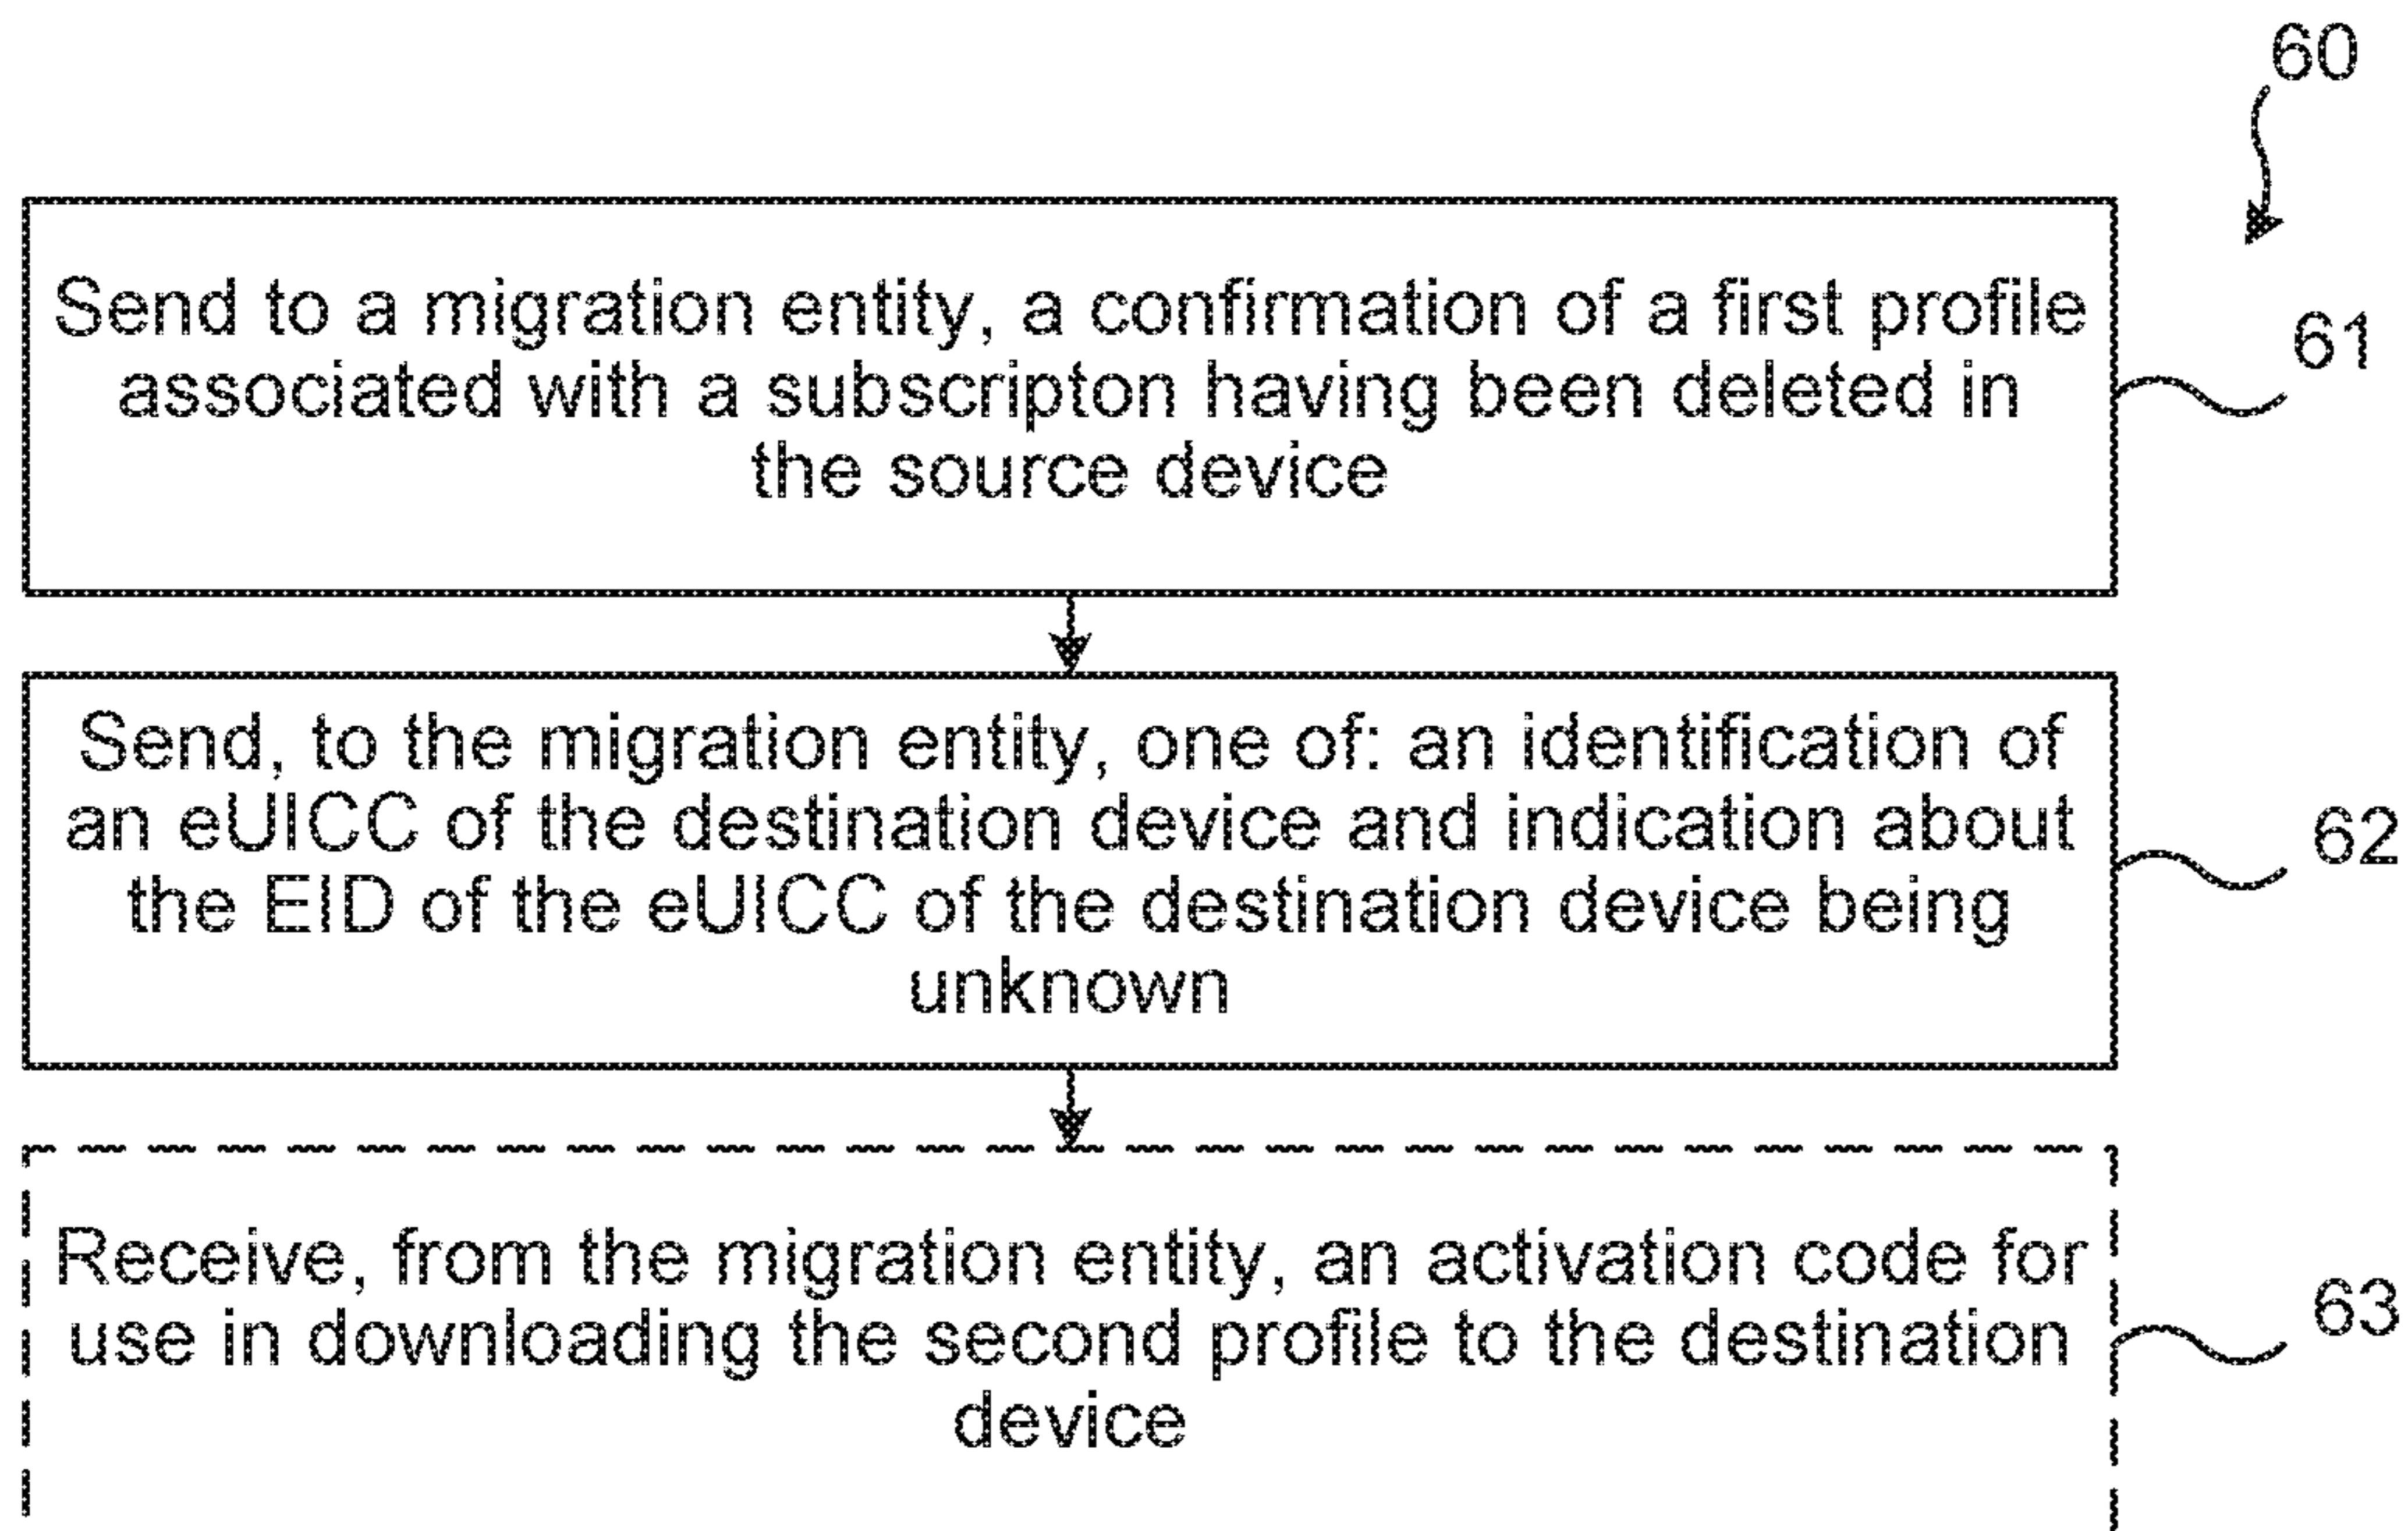 60
Send to a migration entity, a confirmation of a first profile
associated with a subscripton having been deleted in
the source device
61
Send, to the migration entity, one of: an identification of
an eUICC of the destination device and indication about
the EID of the eUICC of the destination device being
unknown
62
Receive, from the migration entity, an activation code for
use in downloading the second profile to the destination
device
63